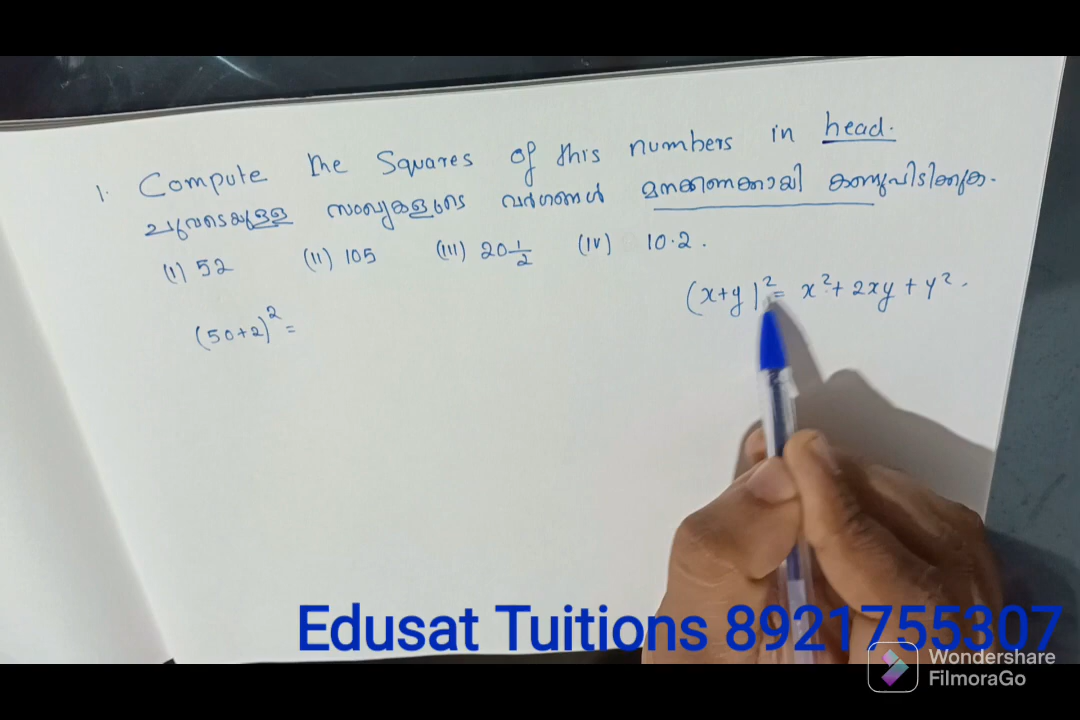 1. Compute the Squares of this numbers in head.
ചുവടെയുള്ള സംഖ്യകളുടെ വർഗങ്ങൾ മനക്കണക്കായി കണ്ടുപിടിക്കുക.
(I) 52 (II) 105 (III) 20 1/2 (IV) 10.2.
(x+y)² = x² + 2xy + y².
(50+2)² =
Edusat Tuitions 8921755307
Wondershare
FilmoraGo